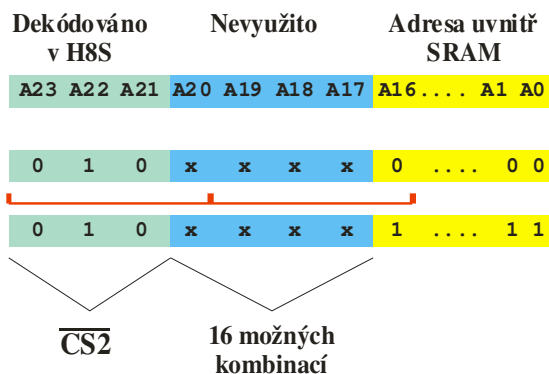 Dekódováno v H8S
Nevyužito
Adresa uvnitř SRAM
A23 A22 A21 A20 A19 A18 A17 A16.... A1 A0
0 1 0 x x x x 0 .... 0 0
0 1 0 x x x x 1 .... 1 1
CS2
16 možných kombinací